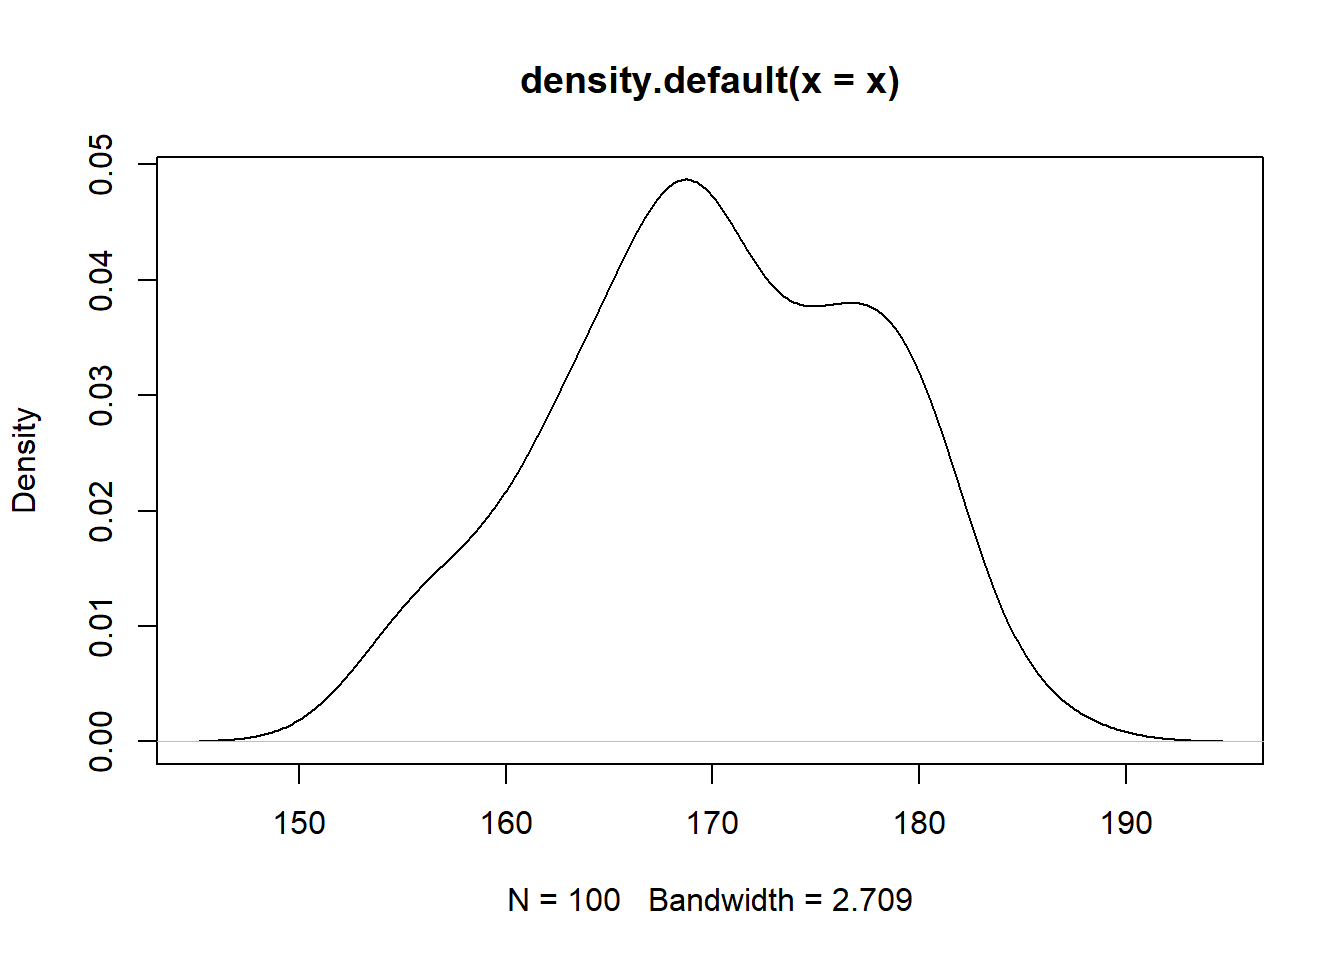 density.default(x = x)
Density
0.05
0.04
0.03
0.02
0.01
0.00
150 160 170 180 190
N = 100 Bandwidth = 2.709